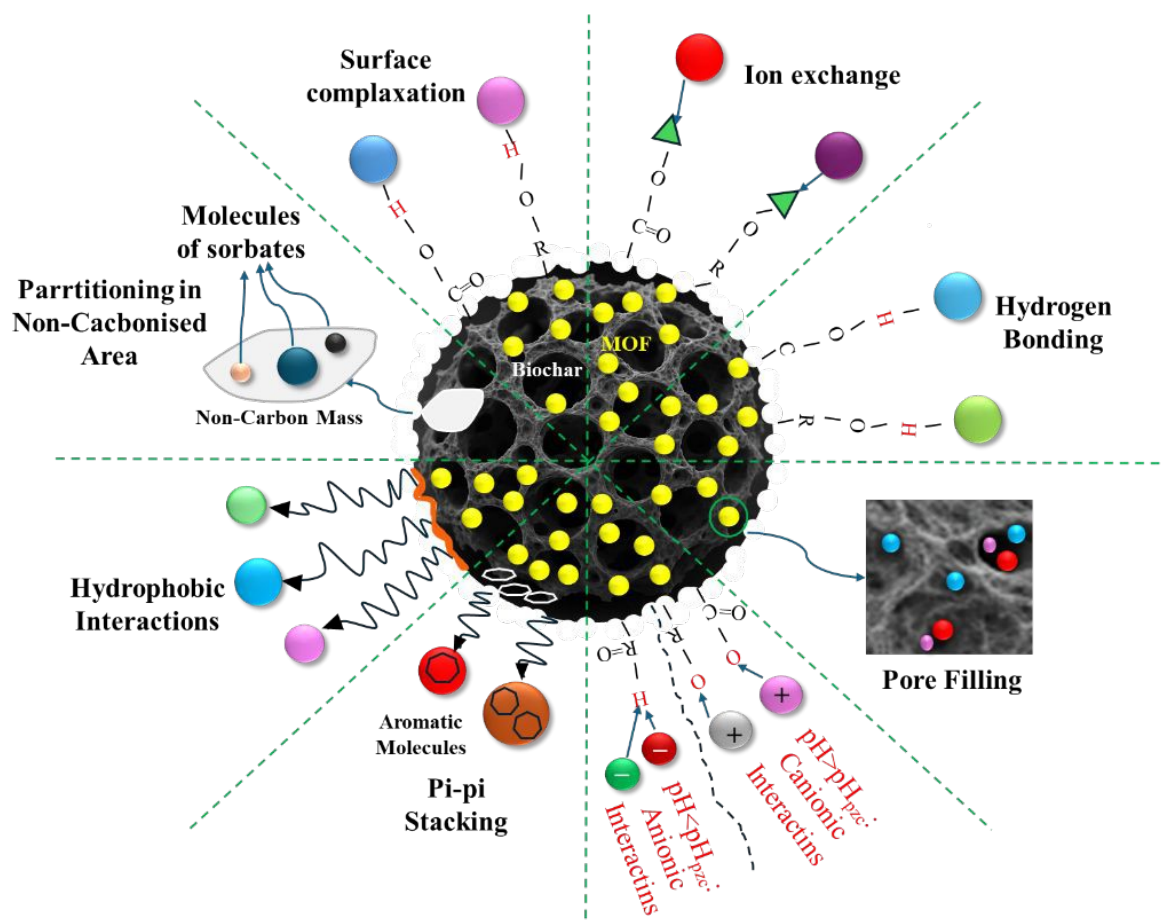 Surface
complaxation
H
O
R
H
O
C=O
Ion exchange
O
C=O
O
R
Molecules
of sorbates
Parrtitioning in
Non-Cacbonised
Area
Non-Carbon Mass
MOF
Biochar
Hydrogen
Bonding
C O H
R O H
Hydrophobic
Interactions
Aromatic
Molecules
Pi-pi
Stacking
R=O
H
R
O
C=O
O
+
+
−
−
pH<pHpzc:
Anionic
Interactins
pH>pHpzc:
Canionic
Interactins
Pore Filling